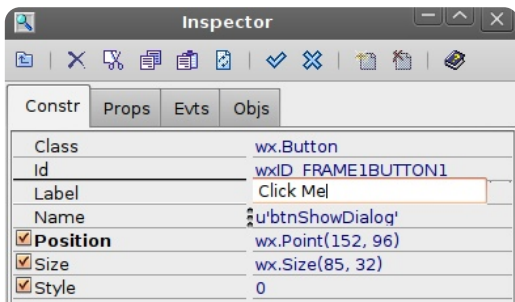 Inspector
Constr Props Evts Objs
Class wx.Button
Id wxID_FRAME1BUTTON1
Label Click Me
Name u'btnShowDialog'
Position wx.Point(152, 96)
Size wx.Size(85, 32)
Style 0